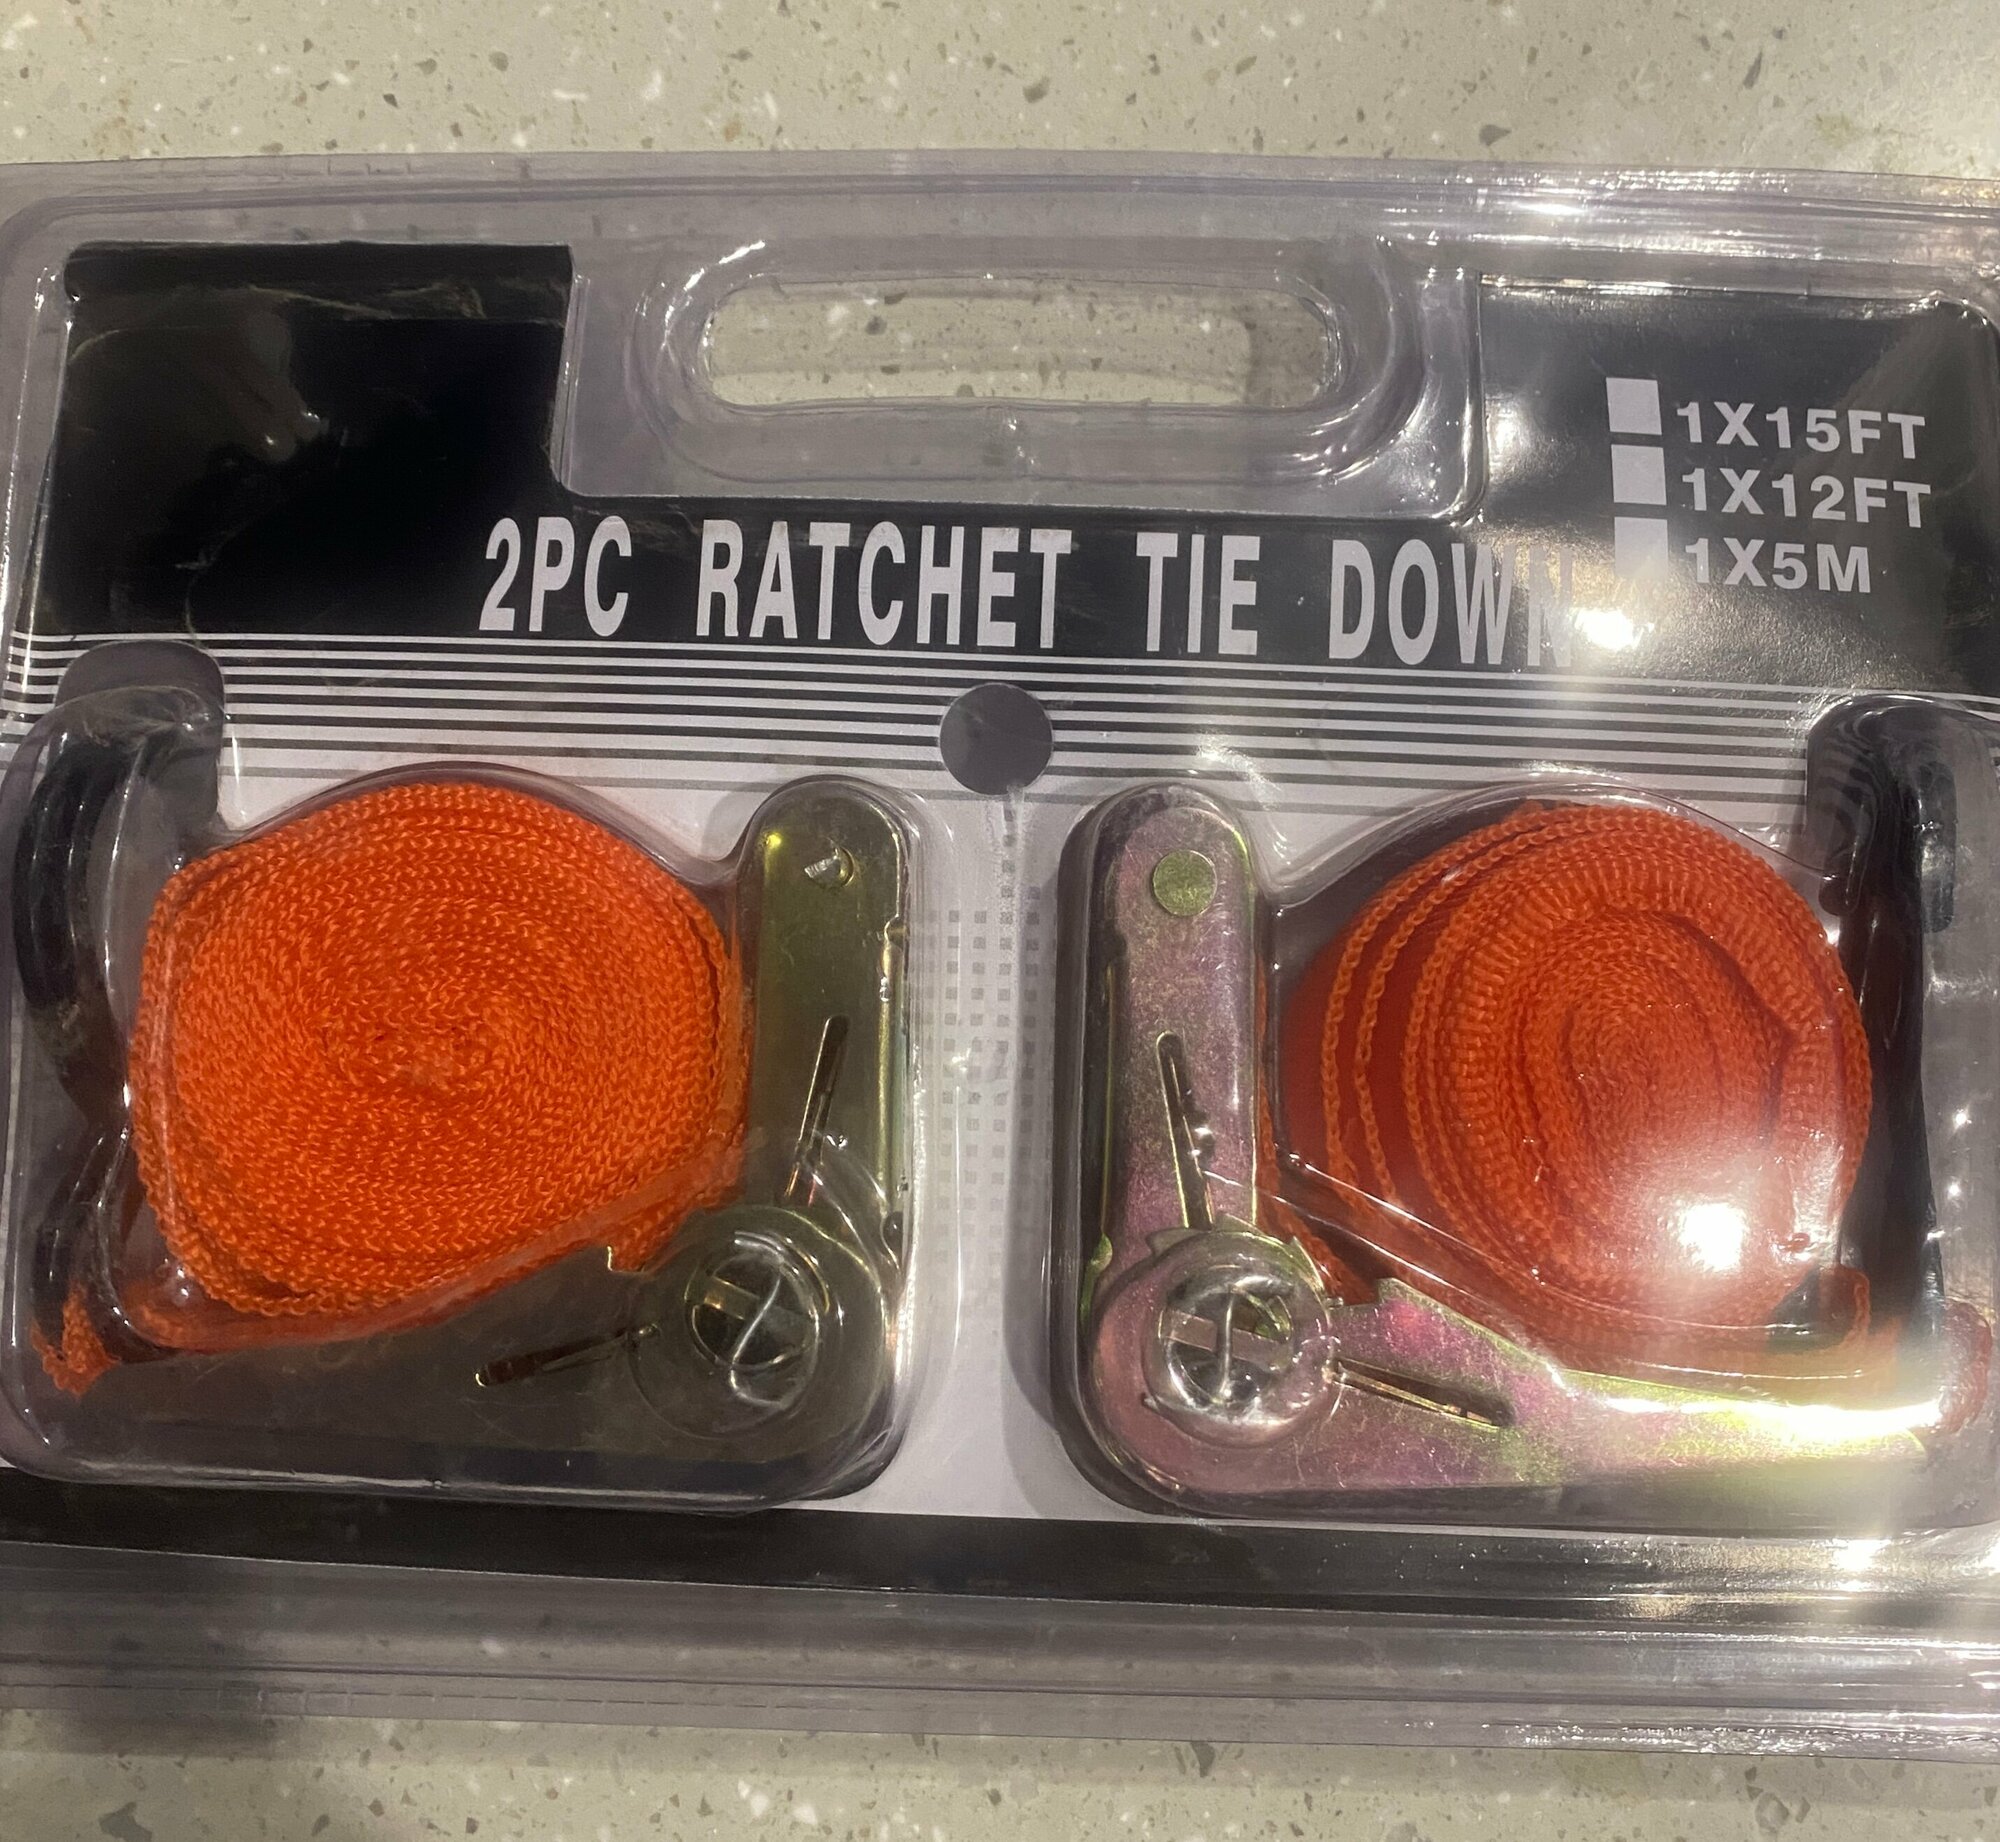 1X15FT
1X12FT
1X5M
2PC RATCHET TIE DOWN